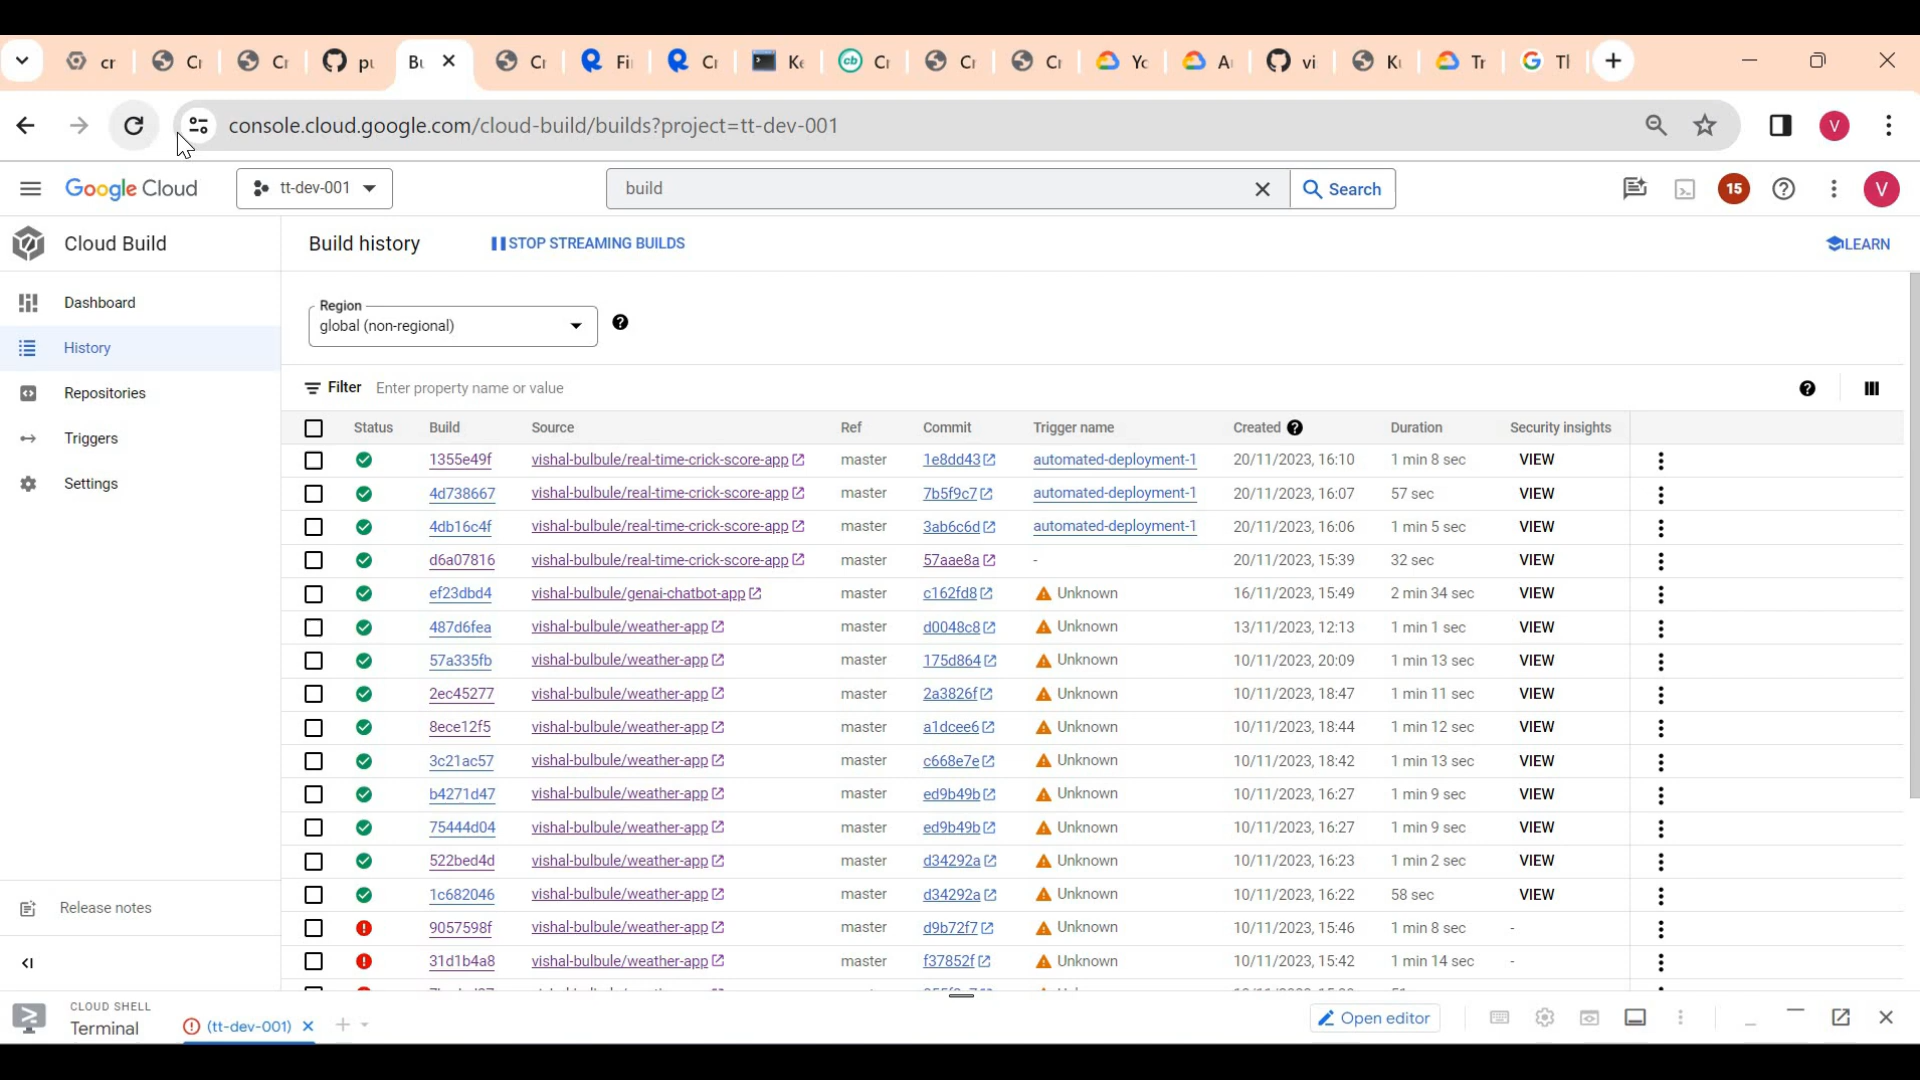 cr
Cr
Cr
pu
Bu
Cr
Fi
Cr
Ke
Cr
Cr
Cr
Yo
A
vi
Ku
Tr
Tl
console.cloud.google.com/cloud-build/builds?project=tt-dev-001
V
Google Cloud
tt-dev-001
build
Search
15
V
Cloud Build
Build history
STOP STREAMING BUILDS
LEARN
Dashboard
History
Repositories
Triggers
Settings
Release notes
Region
global (non-regional)
Filter Enter property name or value
Status Build Source Ref Commit Trigger name Created Duration Security insights
1355e49f vishal-bulbule/real-time-crick-score-app master 1e8dd43 automated-deployment-1 20/11/2023, 16:10 1 min 8 sec VIEW
4d738667 vishal-bulbule/real-time-crick-score-app master 7b5f9c7 automated-deployment-1 20/11/2023, 16:07 57 sec VIEW
4db16c4f vishal-bulbule/real-time-crick-score-app master 3ab6c6d automated-deployment-1 20/11/2023, 16:06 1 min 5 sec VIEW
d6a07816 vishal-bulbule/real-time-crick-score-app master 57aae8a - 20/11/2023, 15:39 32 sec VIEW
ef23dbd4 vishal-bulbule/genai-chatbot-app master c162fd8 Unknown 16/11/2023, 15:49 2 min 34 sec VIEW
487d6fea vishal-bulbule/weather-app master d0048c8 Unknown 13/11/2023, 12:13 1 min 1 sec VIEW
57a335fb vishal-bulbule/weather-app master 175d864 Unknown 10/11/2023, 20:09 1 min 13 sec VIEW
2ec45277 vishal-bulbule/weather-app master 2a3826f Unknown 10/11/2023, 18:47 1 min 11 sec VIEW
8ece12f5 vishal-bulbule/weather-app master a1dcee6 Unknown 10/11/2023, 18:44 1 min 12 sec VIEW
3c21ac57 vishal-bulbule/weather-app master c668e7e Unknown 10/11/2023, 18:42 1 min 13 sec VIEW
b4271d47 vishal-bulbule/weather-app master ed9b49b Unknown 10/11/2023, 16:27 1 min 9 sec VIEW
75444d04 vishal-bulbule/weather-app master ed9b49b Unknown 10/11/2023, 16:27 1 min 9 sec VIEW
522bed4d vishal-bulbule/weather-app master d34292a Unknown 10/11/2023, 16:23 1 min 2 sec VIEW
1c682046 vishal-bulbule/weather-app master d34292a Unknown 10/11/2023, 16:22 58 sec VIEW
9057598f vishal-bulbule/weather-app master d9b72f7 Unknown 10/11/2023, 15:46 1 min 8 sec -
31d1b4a8 vishal-bulbule/weather-app master f37852f Unknown 10/11/2023, 15:42 1 min 14 sec -
CLOUD SHELL
Terminal
(tt-dev-001)
Open editor